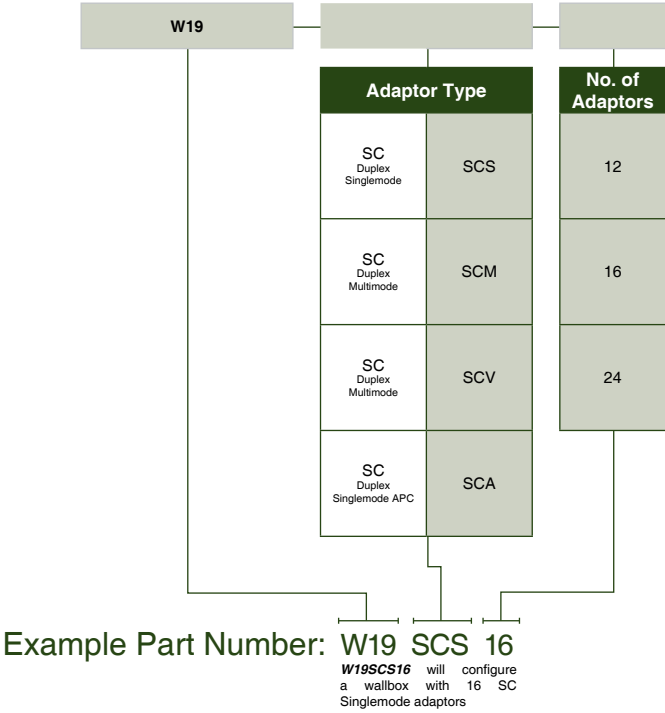 W19
Adaptor Type
No. of
Adaptors
SC
Duplex
Singlemode
SCS
12
SC
Duplex
Multimode
SCM
16
SC
Duplex
Multimode
SCV
24
SC
Duplex
Singlemode APC
SCA
Example Part Number: W19 SCS 16
W19SCS16 will configure
a wallbox with 16 SC
Singlemode adaptors